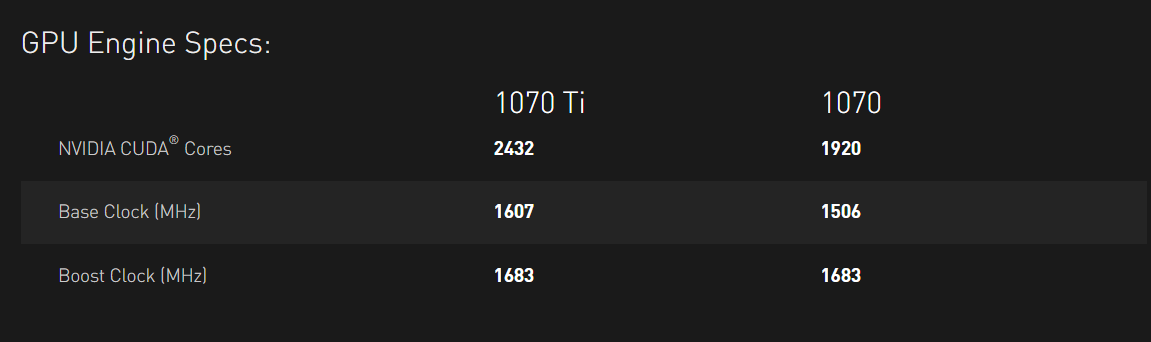 GPU Engine Specs:
1070 Ti 1070
NVIDIA CUDA® Cores 2432 1920
Base Clock (MHz) 1607 1506
Boost Clock (MHz) 1683 1683